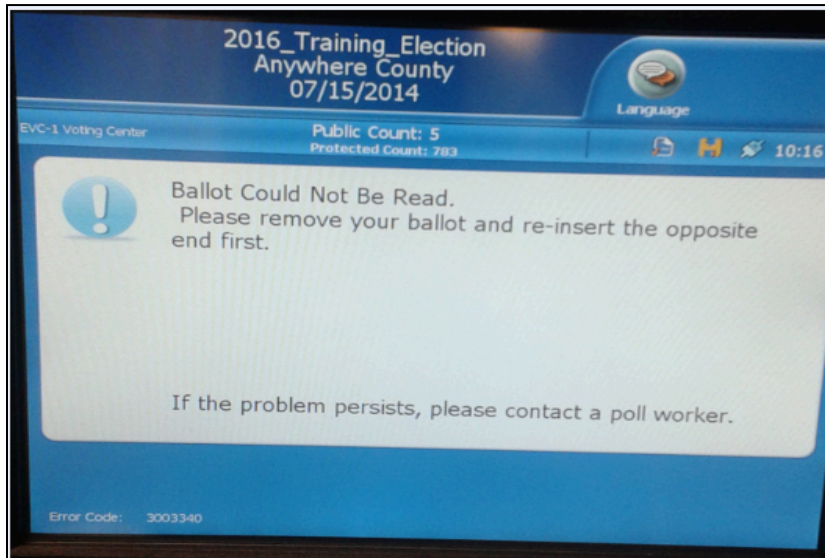 2016_Training_Election
Anywhere County
07/15/2014
Language
EVC-1 Voting Center
Public Count: 5
Protected Count: 783
10:16
Ballot Could Not Be Read.
Please remove your ballot and re-insert the opposite
end first.
If the problem persists, please contact a poll worker.
Error Code: 3003340